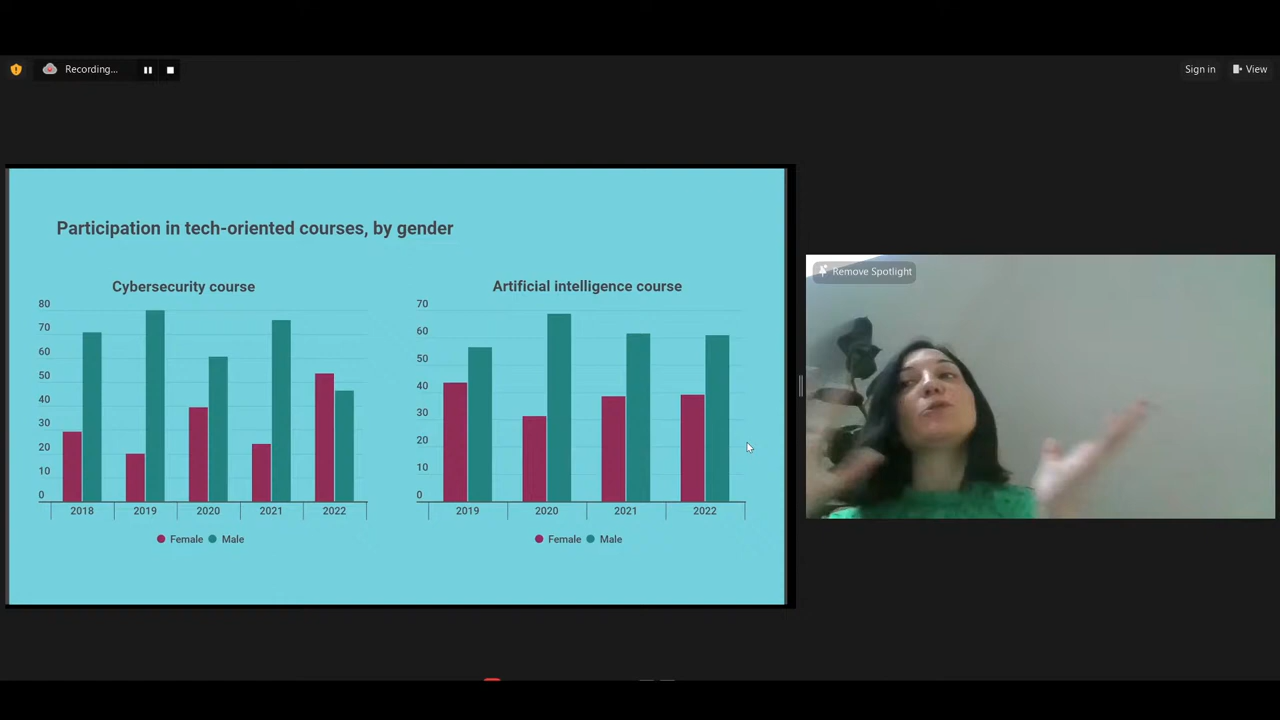 Recording...
Sign in
View
Participation in tech-oriented courses, by gender
Cybersecurity course
80
70
60
50
40
30
20
10
0
2018 2019 2020 2021 2022
Female Male
Artificial intelligence course
70
60
50
40
30
20
10
0
2019 2020 2021 2022
Female Male
Remove Spotlight